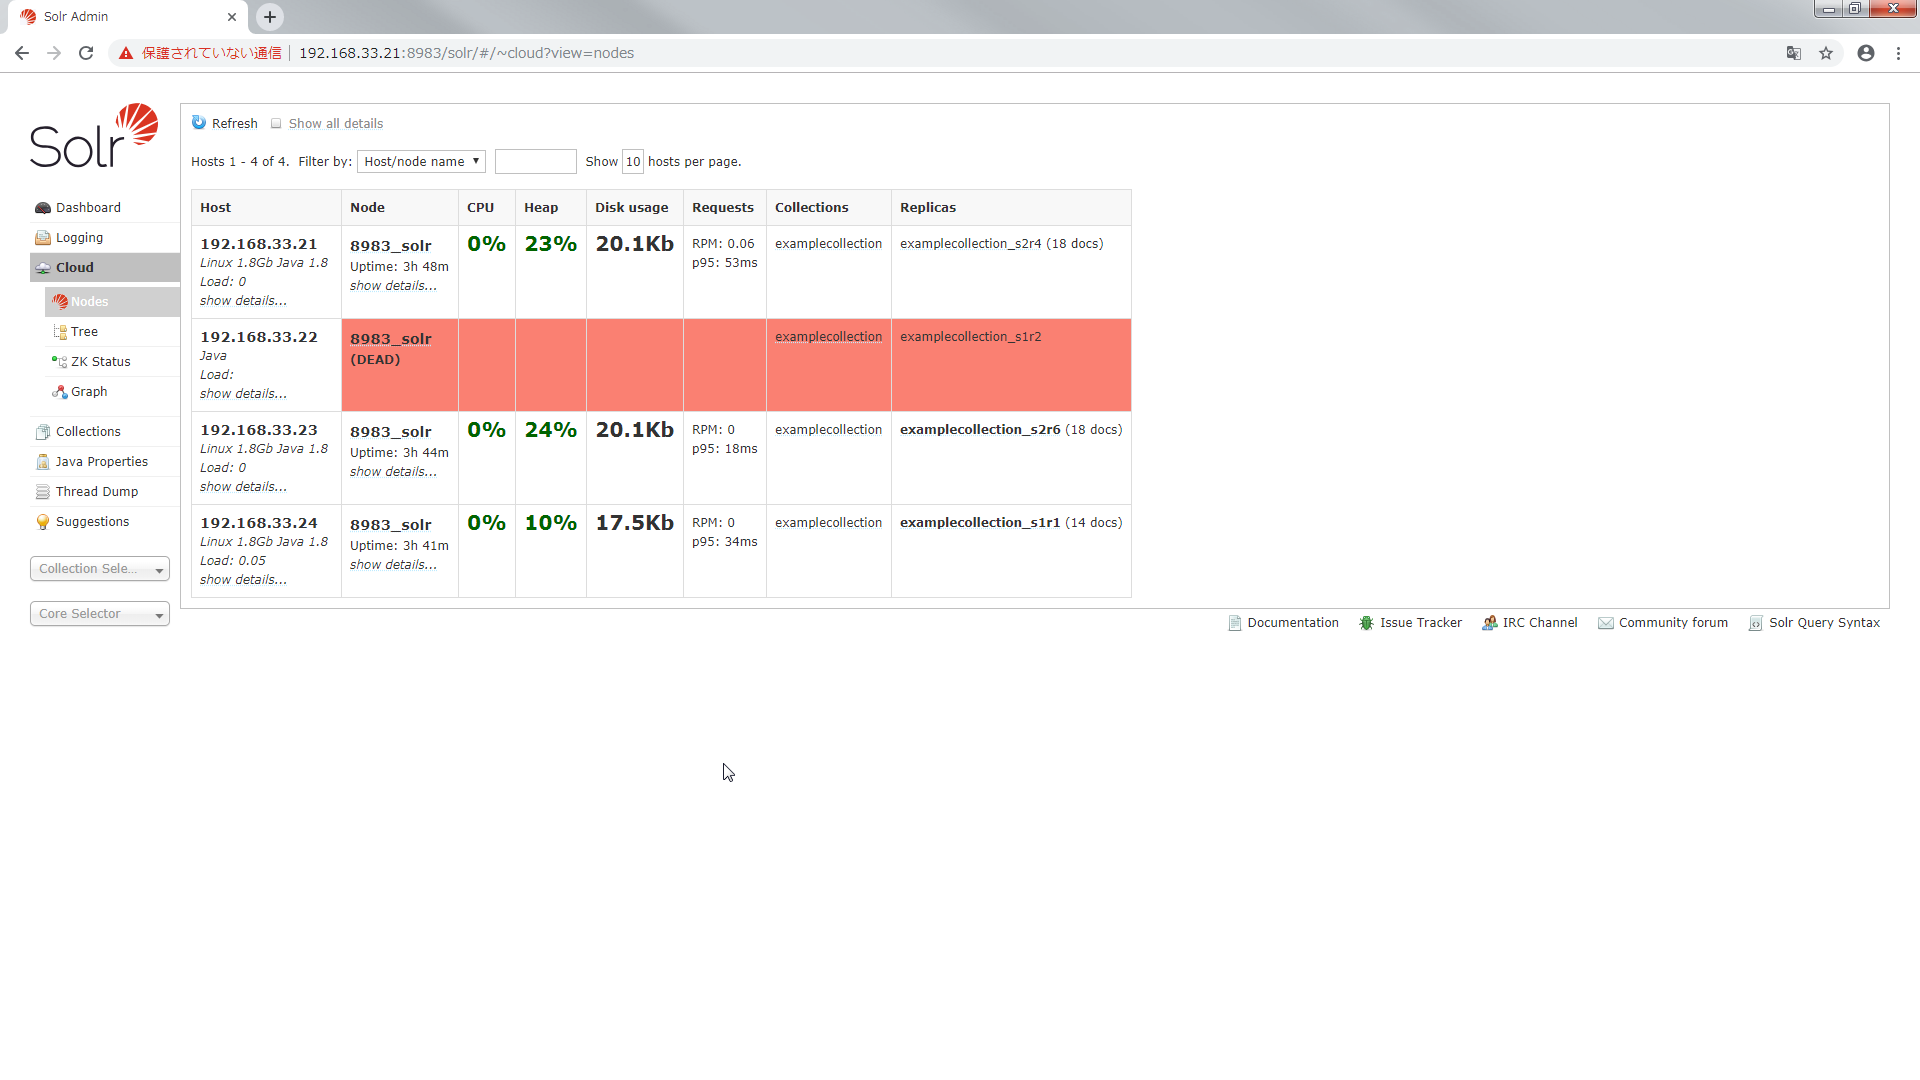 Solr Admin
保護されていない通信 192.168.33.21:8983/solr/#/~cloud?view=nodes
Solr
Dashboard
Logging
Cloud
Nodes
Tree
ZK Status
Graph
Collections
Java Properties
Thread Dump
Suggestions
Collection Sele...
Core Selector
Refresh Show all details
Hosts 1 - 4 of 4. Filter by: Host/node name Show 10 hosts per page.
Host Node CPU Heap Disk usage Requests Collections Replicas
192.168.33.21 8983_solr 0% 23% 20.1Kb RPM: 0.06 examplecollection examplecollection_s2r4 (18 docs)
Linux 1.8Gb Java 1.8 Uptime: 3h 48m p95: 53ms
Load: 0 show details...
show details...
192.168.33.22 8983_solr examplecollection examplecollection_s1r2
Java (DEAD)
Load:
show details...
192.168.33.23 8983_solr 0% 24% 20.1Kb RPM: 0 examplecollection examplecollection_s2r6 (18 docs)
Linux 1.8Gb Java 1.8 Uptime: 3h 44m p95: 18ms
Load: 0 show details...
show details...
192.168.33.24 8983_solr 0% 10% 17.5Kb RPM: 0 examplecollection examplecollection_s1r1 (14 docs)
Linux 1.8Gb Java 1.8 Uptime: 3h 41m p95: 34ms
Load: 0.05 show details...
show details...
Documentation Issue Tracker IRC Channel Community forum Solr Query Syntax